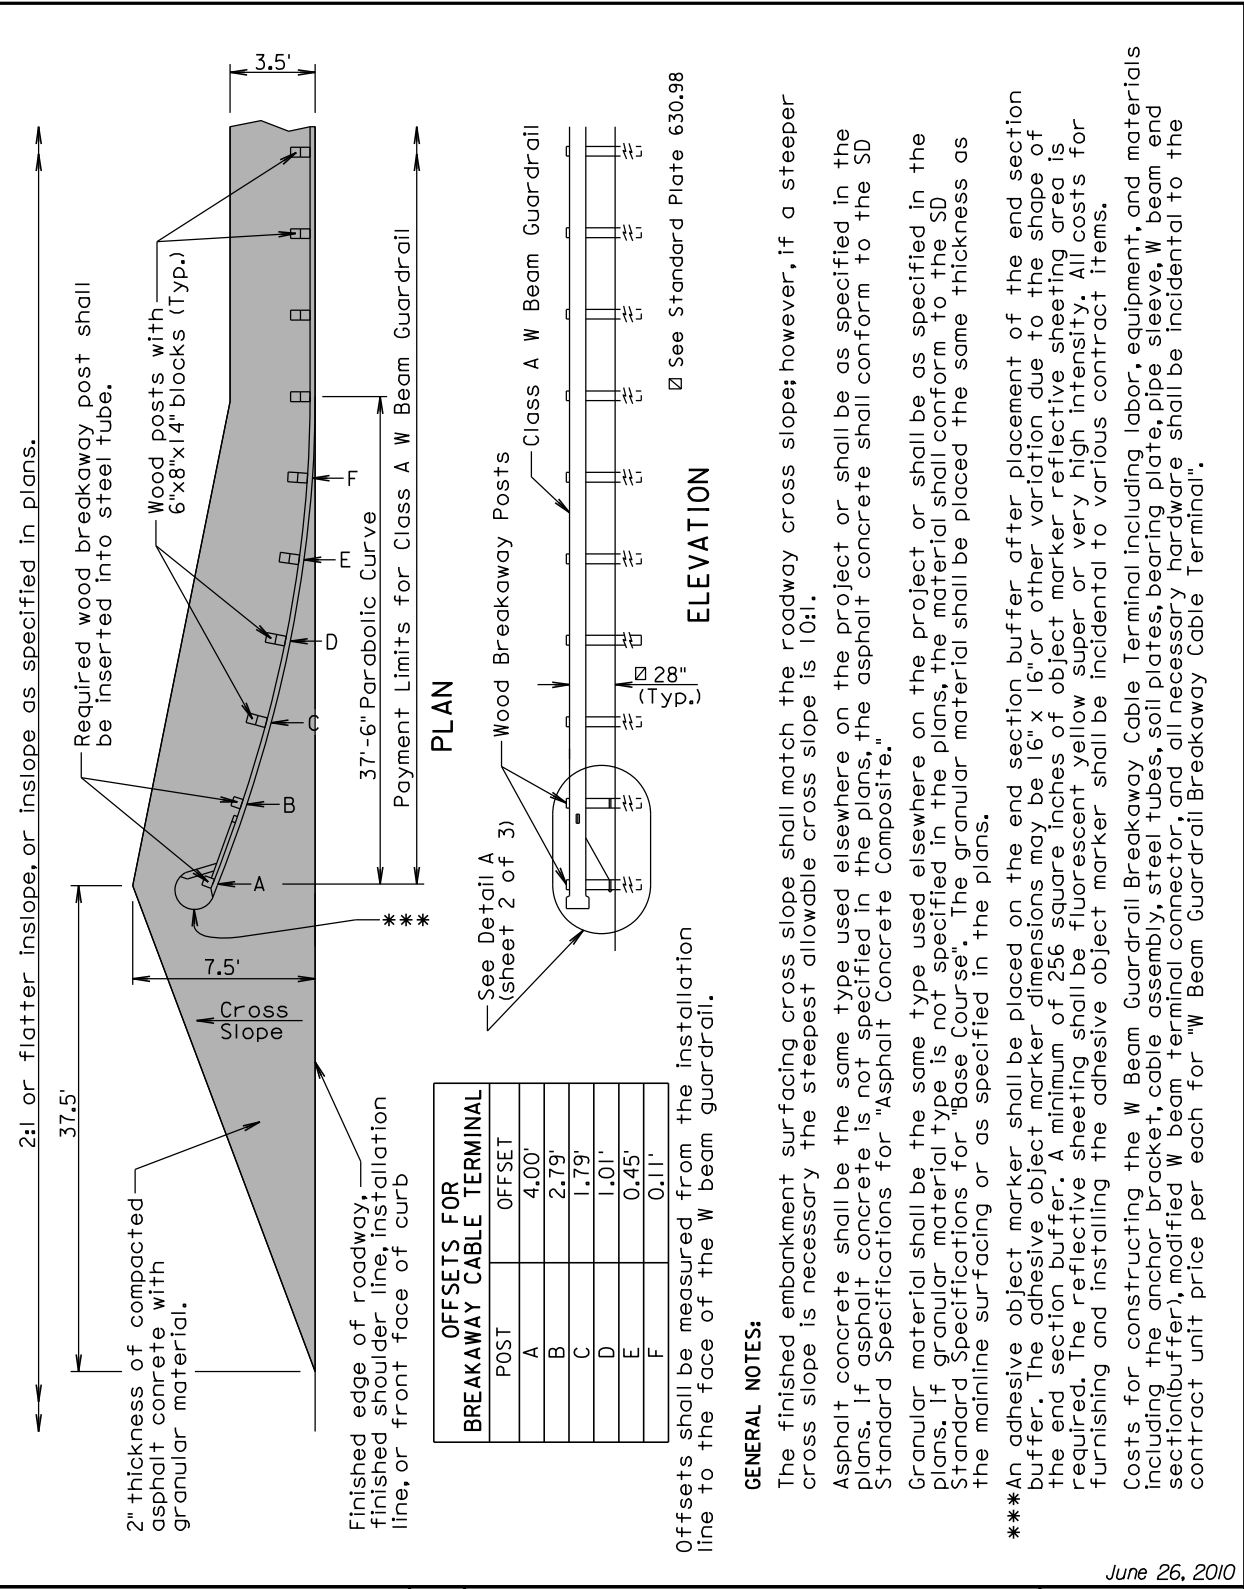 2:1 or flatter inslope, or inslope as specified in plans.
37.5'
3.5'
7.5'
Required wood breakaway post shall
be inserted into steel tube.
Wood posts with
6"x8"x14" blocks (Typ.)
2" thickness of compacted
asphalt conrete with
granular material.
Cross
Slope
A
B
C
D
E
F
***
37'-6" Parabolic Curve
Payment Limits for Class A W Beam Guardrail
Finished edge of roadway,
finished shoulder line, installation
line, or front face of curb
PLAN
OFFSETS FOR
BREAKAWAY CABLE TERMINAL
POST OFFSET
A 4.00'
B 2.79'
C 1.79'
D 1.01'
E 0.45'
F 0.11'
Offsets shall be measured from the installation
line to the face of the W beam guardrail.
See Detail A
(sheet 2 of 3)
Wood Breakaway Posts
Class A W Beam Guardrail
⍁ 28"
(Typ.)
⍁ See Standard Plate 630.98
ELEVATION
GENERAL NOTES:
The finished embankment surfacing cross slope shall match the roadway cross slope; however, if a steeper
cross slope is necessary the steepest allowable cross slope is 10:1.
Asphalt concrete shall be the same type used elsewhere on the project or shall be as specified in the
plans. If asphalt concrete is not specified in the plans, the asphalt concrete shall conform to the SD
Standard Specifications for "Asphalt Concrete Composite."
Granular material shall be the same type used elsewhere on the project or shall be as specified in the
plans. If granular material type is not specified in the plans, the material shall conform to the SD
Standard Specifications for "Base Course". The granular material shall be placed the same thickness as
the mainline surfacing or as specified in the plans.
***An adhesive object marker shall be placed on the end section buffer after placement of the end section
buffer. The adhesive object marker dimensions may be 16" x 16" or other variation due to the shape of
the end section buffer. A minimum of 256 square inches of object marker reflective sheeting area is
required. The reflective sheeting shall be fluorescent yellow super or very high intensity. All costs for
furnishing and installing the adhesive object marker shall be incidental to various contract items.
Costs for constructing the W Beam Guardrail Breakaway Cable Terminal including labor, equipment, and materials
including the anchor bracket, cable assembly, steel tubes, soil plates, bearing plate, pipe sleeve, W beam end
section(buffer), modified W beam terminal connector, and all necessary hardware shall be incidental to the
contract unit price per each for "W Beam Guardrail Breakaway Cable Terminal".
June 26, 2010